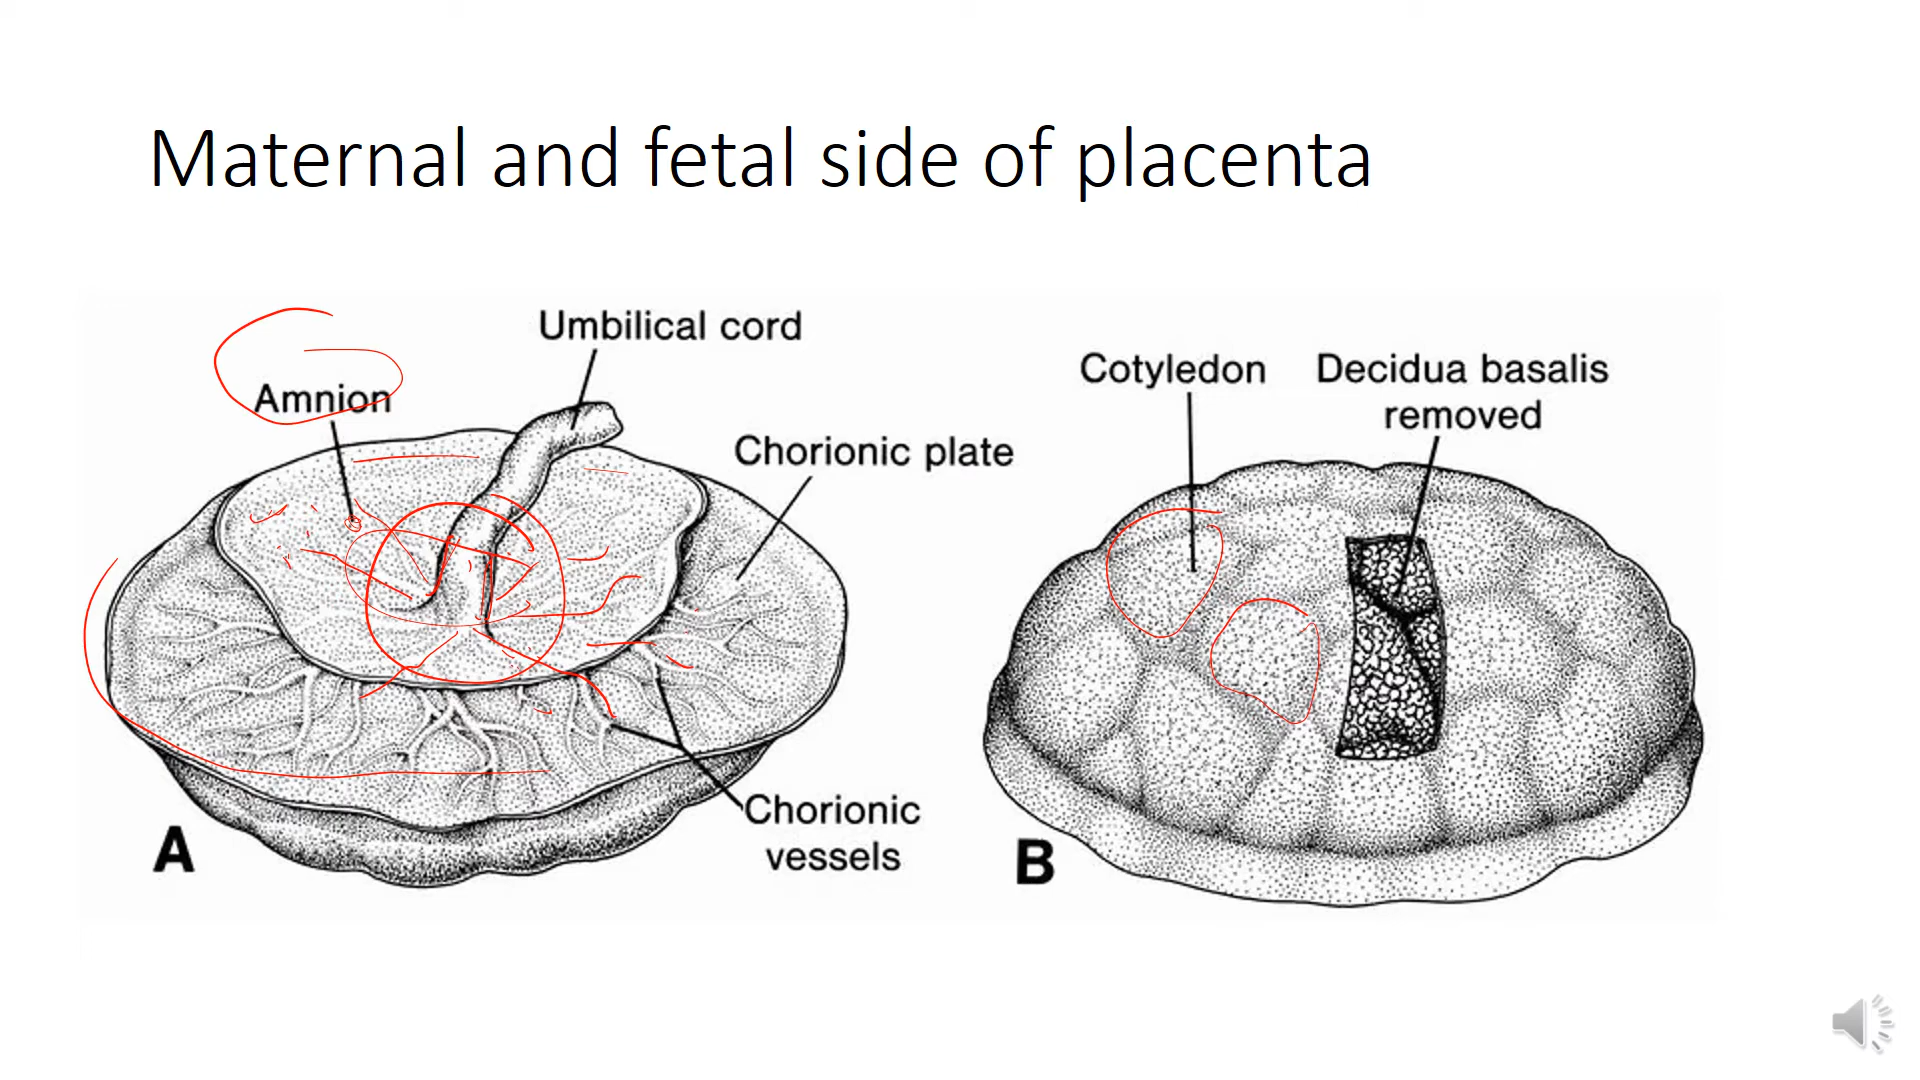 Maternal and fetal side of placenta
Umbilical cord
Amnion
Chorionic plate
Chorionic
vessels
A
Cotyledon
Decidua basalis
removed
B